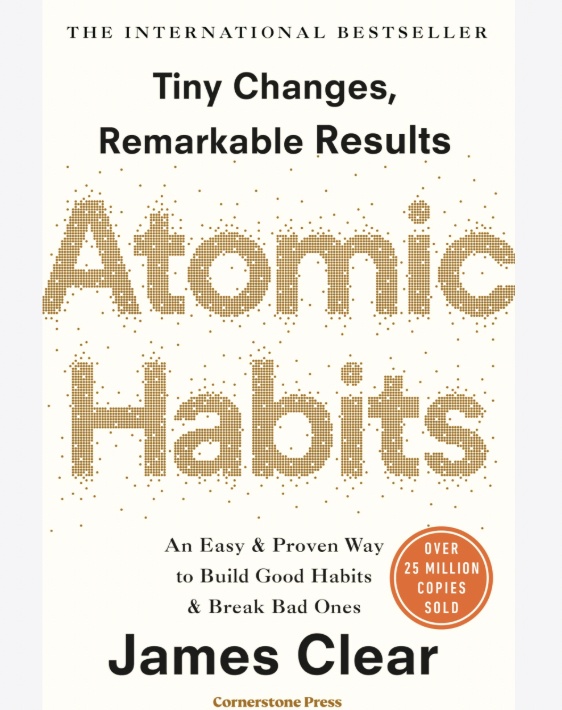 THE INTERNATIONAL BESTSELLER
Tiny Changes,
Remarkable Results
Atomic
Habits
An Easy & Proven Way
to Build Good Habits
& Break Bad Ones
OVER
25 MILLION
COPIES
SOLD
James Clear
Cornerstone Press